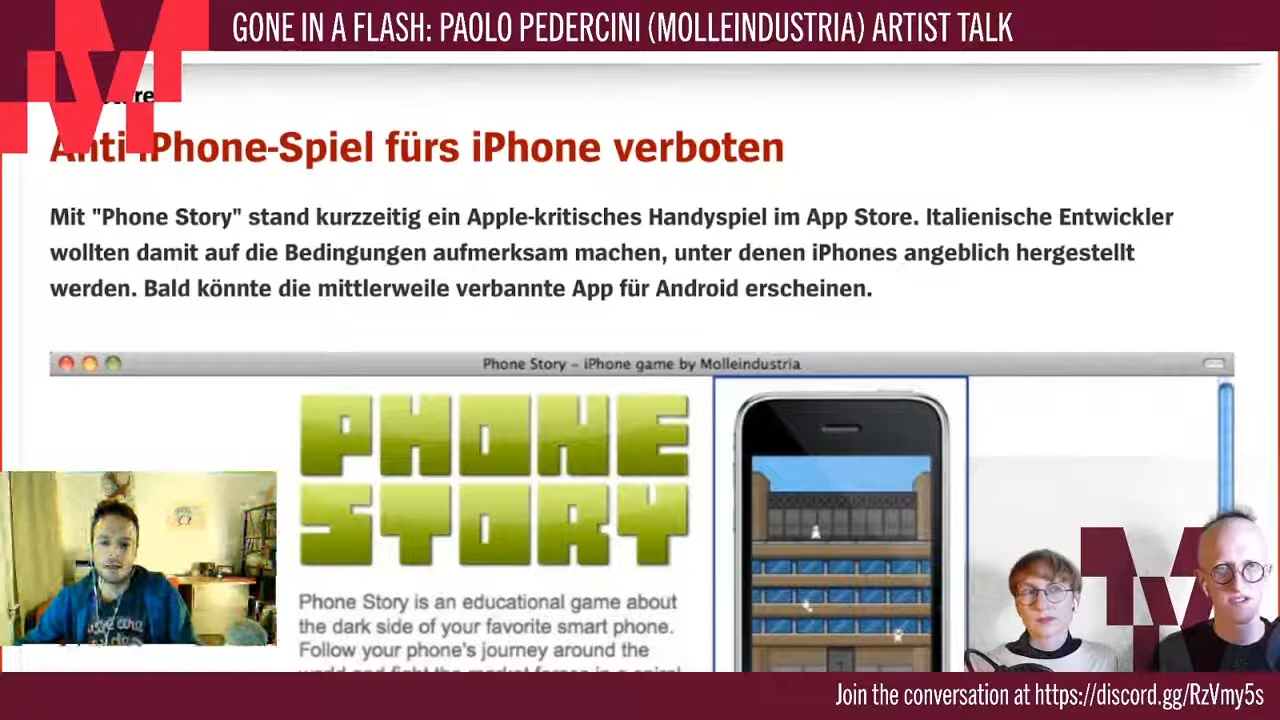 GONE IN A FLASH: PAOLO PEDERCINI (MOLLEINDUSTRIA) ARTIST TALK
Anti-iPhone-Spiel fürs iPhone verboten
Mit "Phone Story" stand kurzzeitig ein Apple-kritisches Handyspiel im App Store. Italienische Entwickler
wollten damit auf die Bedingungen aufmerksam machen, unter denen iPhones angeblich hergestellt
werden. Bald könnte die mittlerweile verbannte App für Android erscheinen.
Phone Story – iPhone game by Molleindustria
PHONE
STORY
Phone Story is an educational game about
the dark side of your favorite smart phone.
Follow your phone's journey around the
Join the conversation at https://discord.gg/RzVmy5s